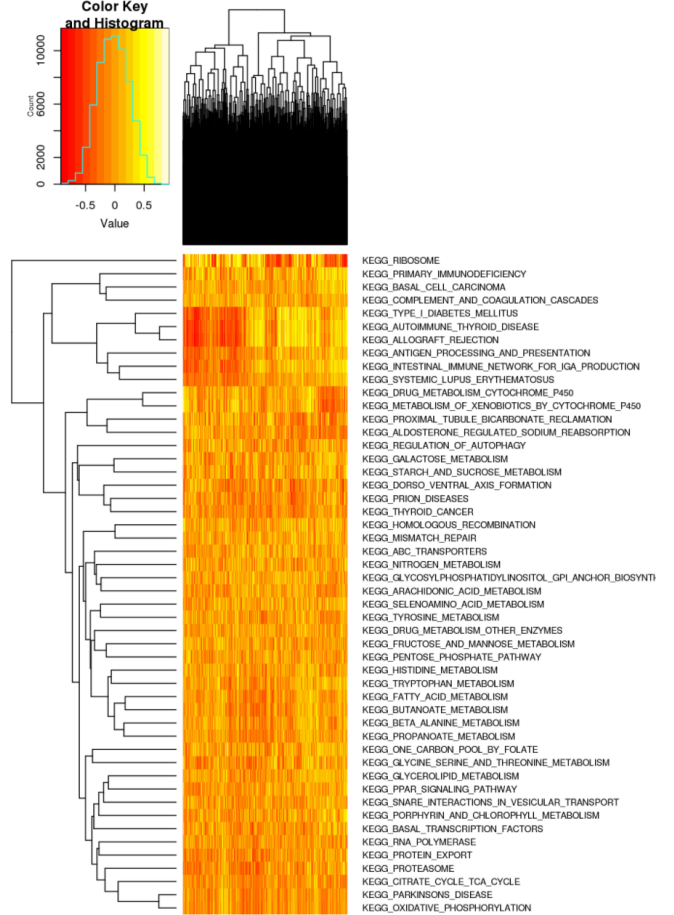 Color Key
and Histogram
Count
10000
6000
2000
0
-0.5 0 0.5
Value
KEGG_RIBOSOME
KEGG_PRIMARY_IMMUNODEFICIENCY
KEGG_BASAL_CELL_CARCINOMA
KEGG_COMPLEMENT_AND_COAGULATION_CASCADES
KEGG_TYPE_I_DIABETES_MELLITUS
KEGG_AUTOIMMUNE_THYROID_DISEASE
KEGG_ALLOGRAFT_REJECTION
KEGG_ANTIGEN_PROCESSING_AND_PRESENTATION
KEGG_INTESTINAL_IMMUNE_NETWORK_FOR_IGA_PRODUCTION
KEGG_SYSTEMIC_LUPUS_ERYTHEMATOSUS
KEGG_DRUG_METABOLISM_CYTOCHROME_P450
KEGG_METABOLISM_OF_XENOBIOTICS_BY_CYTOCHROME_P450
KEGG_PROXIMAL_TUBULE_BICARBONATE_RECLAMATION
KEGG_ALDOSTERONE_REGULATED_SODIUM_REABSORPTION
KEGG_REGULATION_OF_AUTOPHAGY
KEGG_GALACTOSE_METABOLISM
KEGG_STARCH_AND_SUCROSE_METABOLISM
KEGG_DORSO_VENTRAL_AXIS_FORMATION
KEGG_PRION_DISEASES
KEGG_THYROID_CANCER
KEGG_HOMOLOGOUS_RECOMBINATION
KEGG_MISMATCH_REPAIR
KEGG_ABC_TRANSPORTERS
KEGG_NITROGEN_METABOLISM
KEGG_GLYCOSYLPHOSPHATIDYLINOSITOL_GPI_ANCHOR_BIOSYNTH
KEGG_ARACHIDONIC_ACID_METABOLISM
KEGG_SELENOAMINO_ACID_METABOLISM
KEGG_TYROSINE_METABOLISM
KEGG_DRUG_METABOLISM_OTHER_ENZYMES
KEGG_FRUCTOSE_AND_MANNOSE_METABOLISM
KEGG_PENTOSE_PHOSPHATE_PATHWAY
KEGG_HISTIDINE_METABOLISM
KEGG_TRYPTOPHAN_METABOLISM
KEGG_FATTY_ACID_METABOLISM
KEGG_BUTANOATE_METABOLISM
KEGG_BETA_ALANINE_METABOLISM
KEGG_PROPANOATE_METABOLISM
KEGG_ONE_CARBON_POOL_BY_FOLATE
KEGG_GLYCINE_SERINE_AND_THREONINE_METABOLISM
KEGG_GLYCEROLIPID_METABOLISM
KEGG_PPAR_SIGNALING_PATHWAY
KEGG_SNARE_INTERACTIONS_IN_VESICULAR_TRANSPORT
KEGG_PORPHYRIN_AND_CHLOROPHYLL_METABOLISM
KEGG_BASAL_TRANSCRIPTION_FACTORS
KEGG_RNA_POLYMERASE
KEGG_PROTEIN_EXPORT
KEGG_PROTEASOME
KEGG_CITRATE_CYCLE_TCA_CYCLE
KEGG_PARKINSONS_DISEASE
KEGG_OXIDATIVE_PHOSPHORYLATION